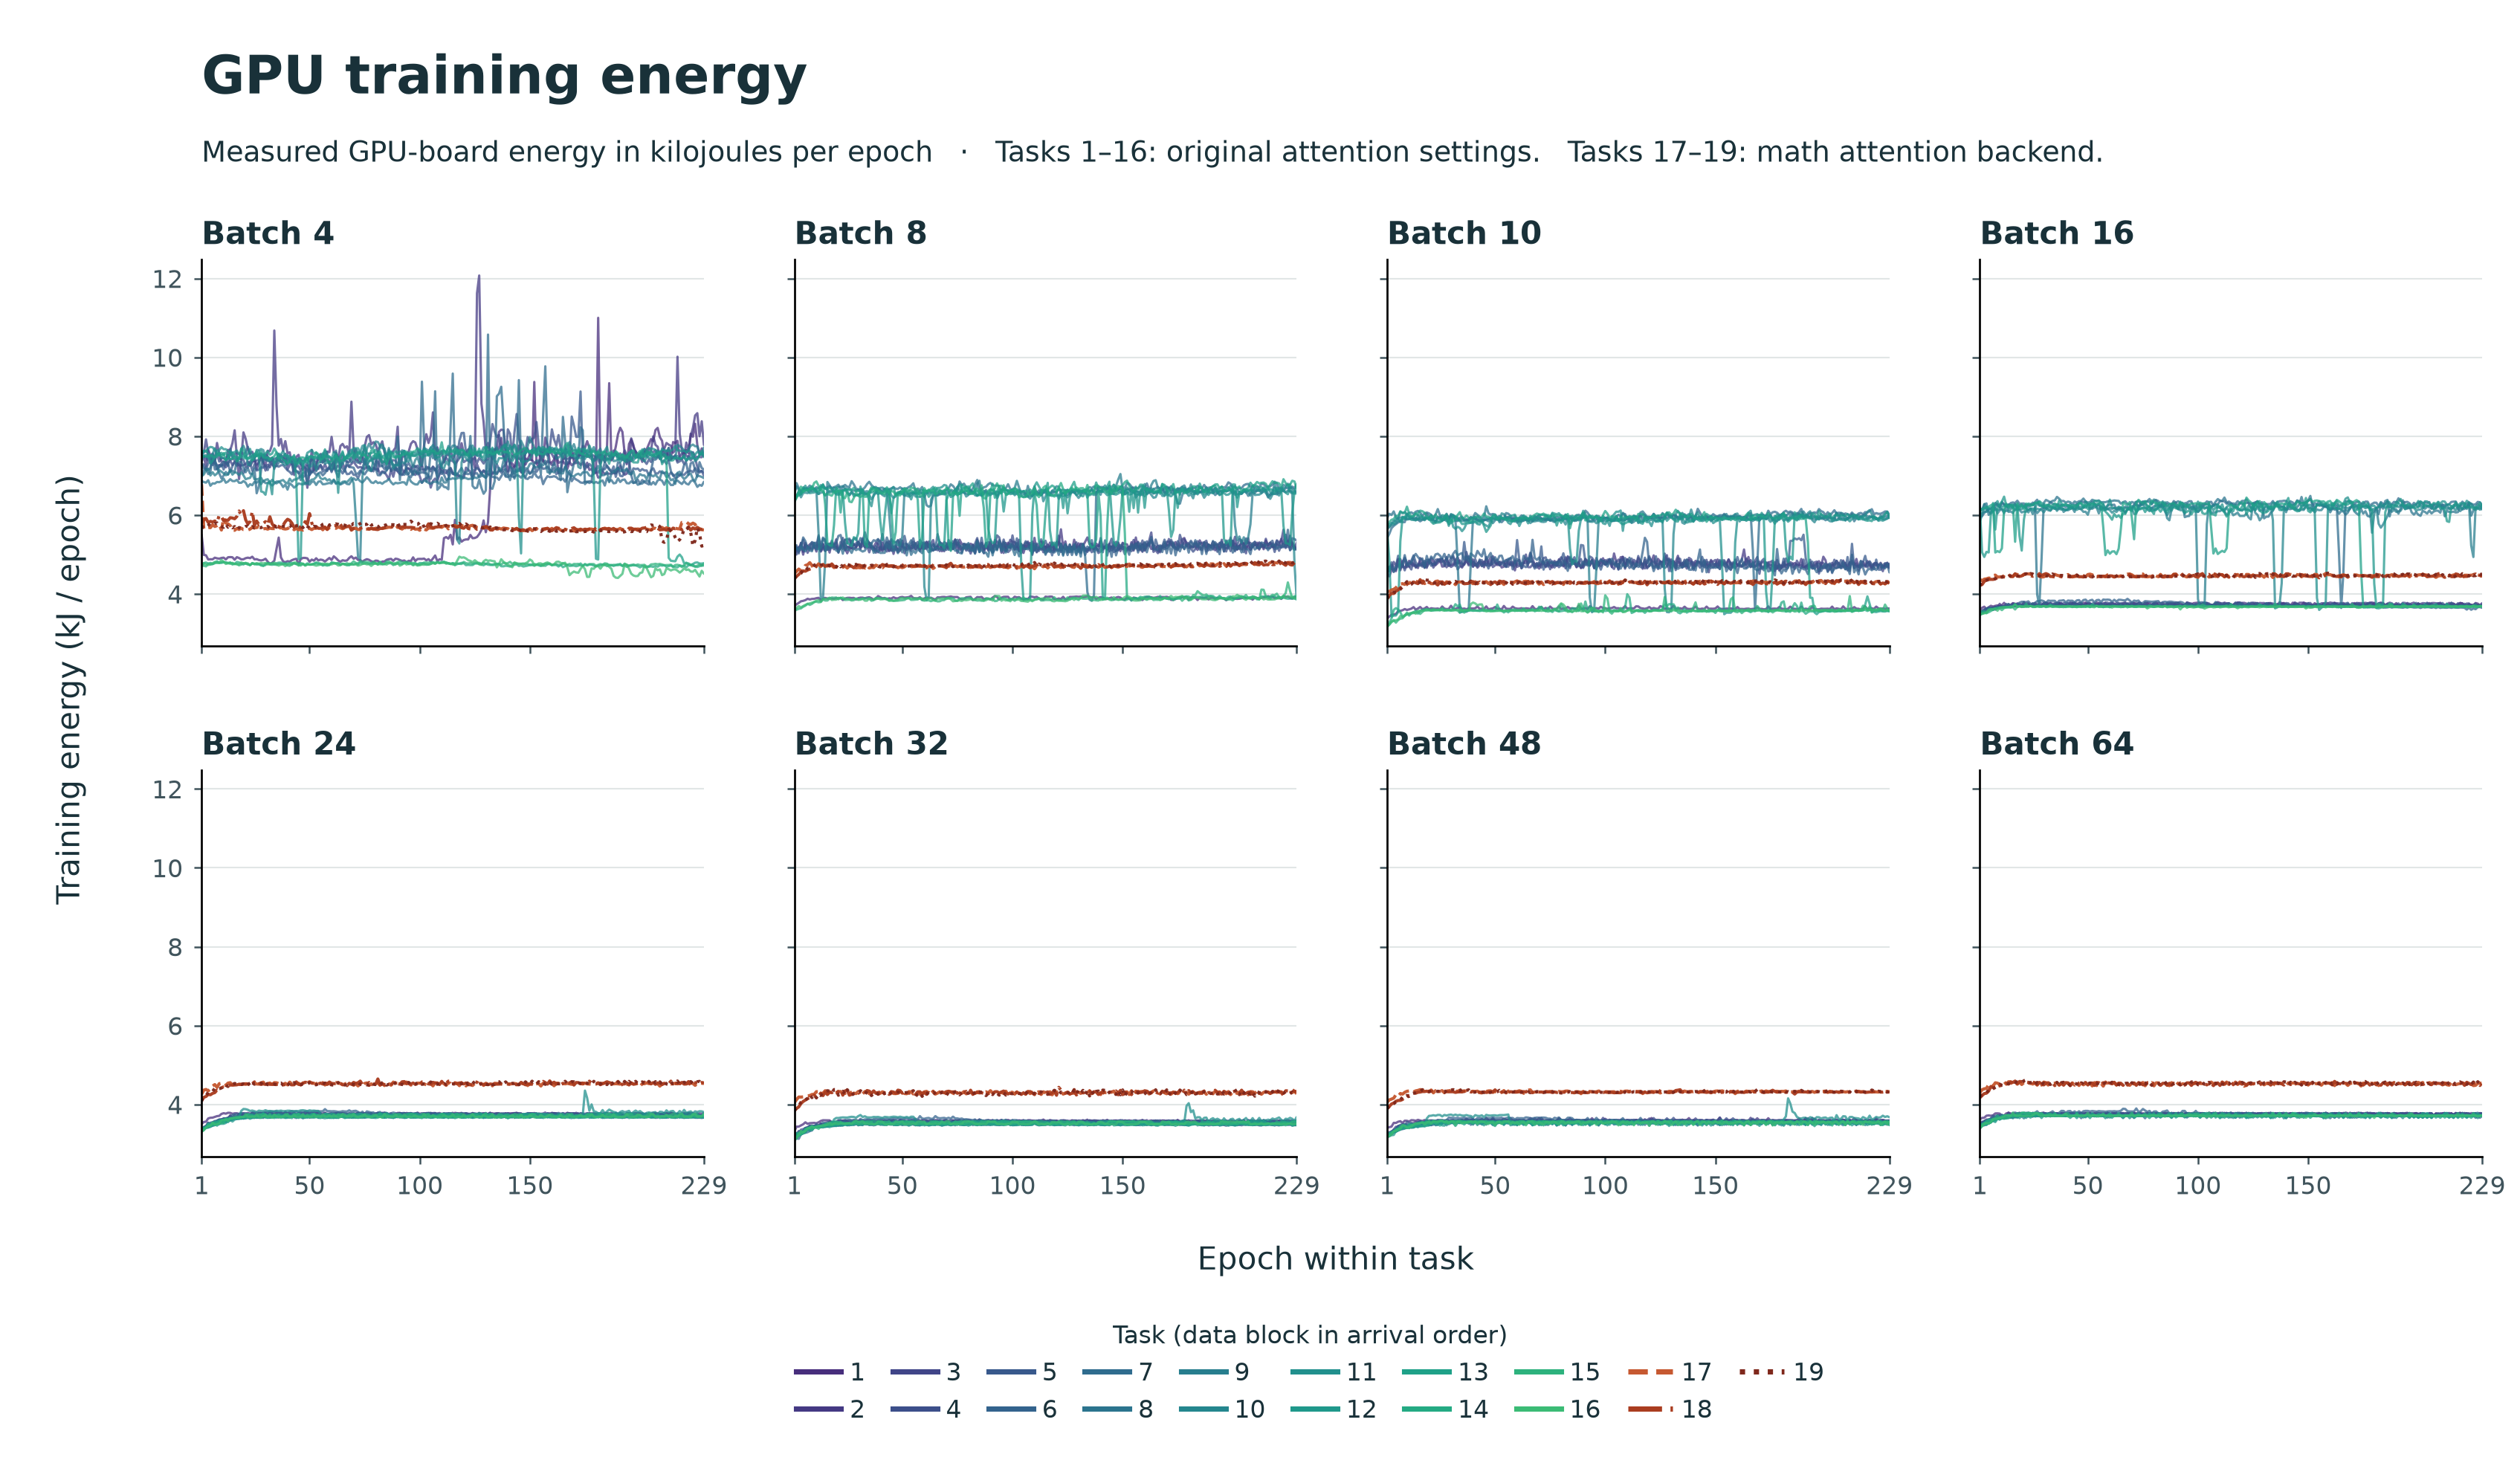 GPU training energy
Measured GPU-board energy in kilojoules per epoch · Tasks 1–16: original attention settings. Tasks 17–19: math attention backend.
Batch 4 Batch 8 Batch 10 Batch 16
12
10
8
6
4
Training energy (kJ / epoch)
Batch 24 Batch 32 Batch 48 Batch 64
12
10
8
6
4
1 50 100 150 229 1 50 100 150 229 1 50 100 150 229 1 50 100 150 229
Epoch within task
Task (data block in arrival order)
1 3 5 7 9 11 13 15 17 19
2 4 6 8 10 12 14 16 18